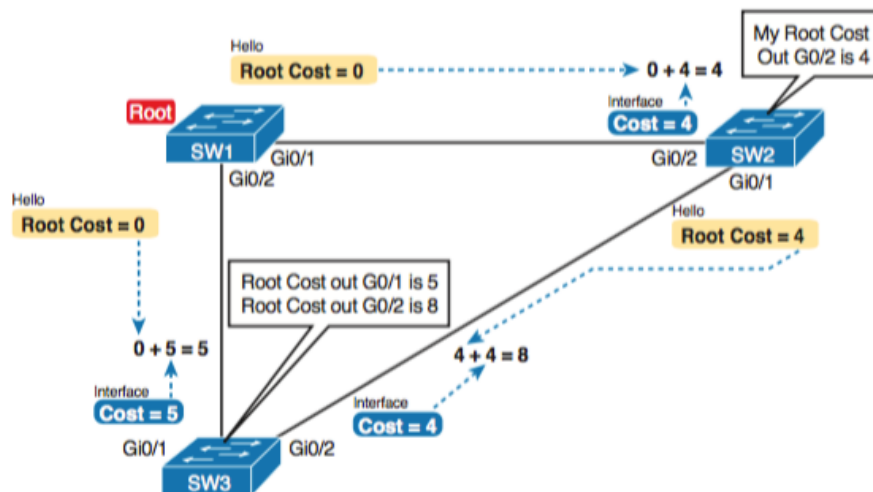 Hello
Root Cost = 0
0 + 4 = 4
My Root Cost
Out G0/2 is 4
Interface
Cost = 4
Root
SW1
Gi0/1
Gi0/2
Gi0/2
SW2
Gi0/1
Hello
Root Cost = 0
Hello
Root Cost = 4
Root Cost out G0/1 is 5
Root Cost out G0/2 is 8
0 + 5 = 5
4 + 4 = 8
Interface
Cost = 5
Interface
Cost = 4
Gi0/1
Gi0/2
SW3